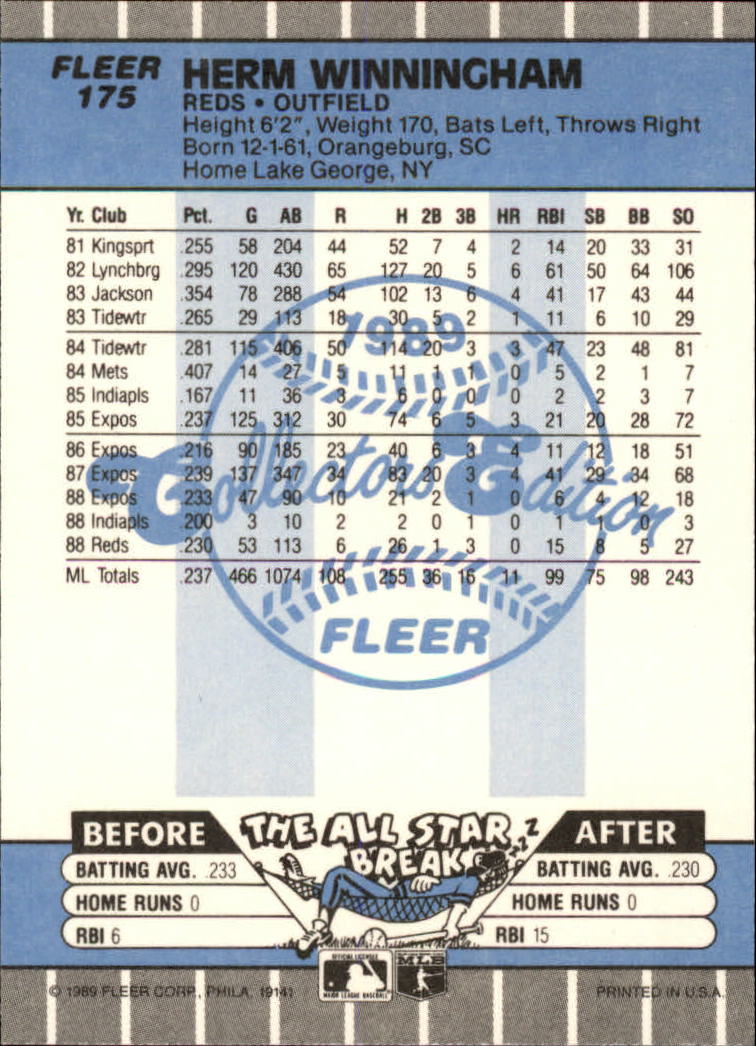 FLEER
175
HERM WINNINGHAM
REDS • OUTFIELD
Height 6'2", Weight 170, Bats Left, Throws Right
Born 12-1-61, Orangeburg, SC
Home Lake George, NY
Yr. Club Pct. G AB R H 2B 3B HR RBI SB BB SO
81 Kingsprt .255 58 204 44 52 7 4 2 14 20 33 31
82 Lynchbrg .295 120 430 65 127 20 5 6 61 50 64 106
83 Jackson .354 78 288 54 102 13 6 4 41 17 43 44
83 Tidewtr .265 29 113 18 30 5 2 1 11 6 10 29
84 Tidewtr .281 115 406 50 114 20 3 3 47 23 48 81
84 Mets .407 14 27 5 11 1 1 0 5 2 1 7
85 Indiapls .167 11 36 3 6 0 0 0 2 2 3 7
85 Expos .237 125 312 30 74 6 5 3 21 20 28 72
86 Expos .216 90 185 23 40 6 3 4 11 12 18 51
87 Expos .239 137 347 34 83 20 3 4 41 29 34 68
88 Expos .233 47 90 10 21 2 1 0 6 4 12 18
88 Indiapls .200 3 10 2 2 0 1 0 1 1 0 3
88 Reds .230 53 113 6 26 1 3 0 15 8 5 27
ML Totals .237 466 1074 108 255 36 16 11 99 75 98 243
1989
Collectors' Edition
FLEER
THE ALL STAR
BREAK
Z Z Z
BEFORE
BATTING AVG. .233
HOME RUNS 0
RBI 6
AFTER
BATTING AVG. .230
HOME RUNS 0
RBI 15
OFFICIAL LICENSEE
MAJOR LEAGUE BASEBALL
MLB
© 1989 FLEER CORP., PHILA. 19141
PRINTED IN U.S.A.